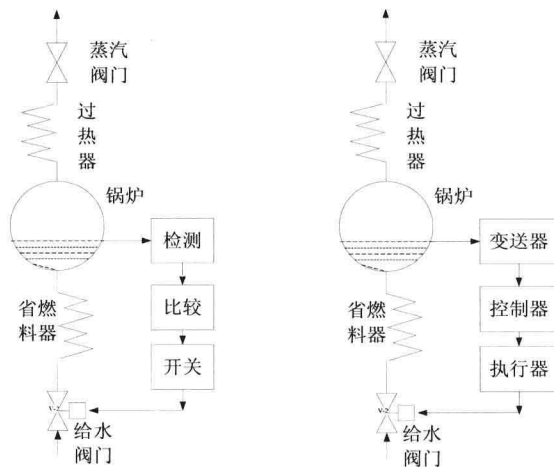 蒸汽
阀门
过
热
器
锅炉
检测
省燃
料器
比较
开关
V-2
给水
阀门
蒸汽
阀门
过
热
器
锅炉
变送器
省燃
料器
控制器
执行器
V-2
给水
阀门